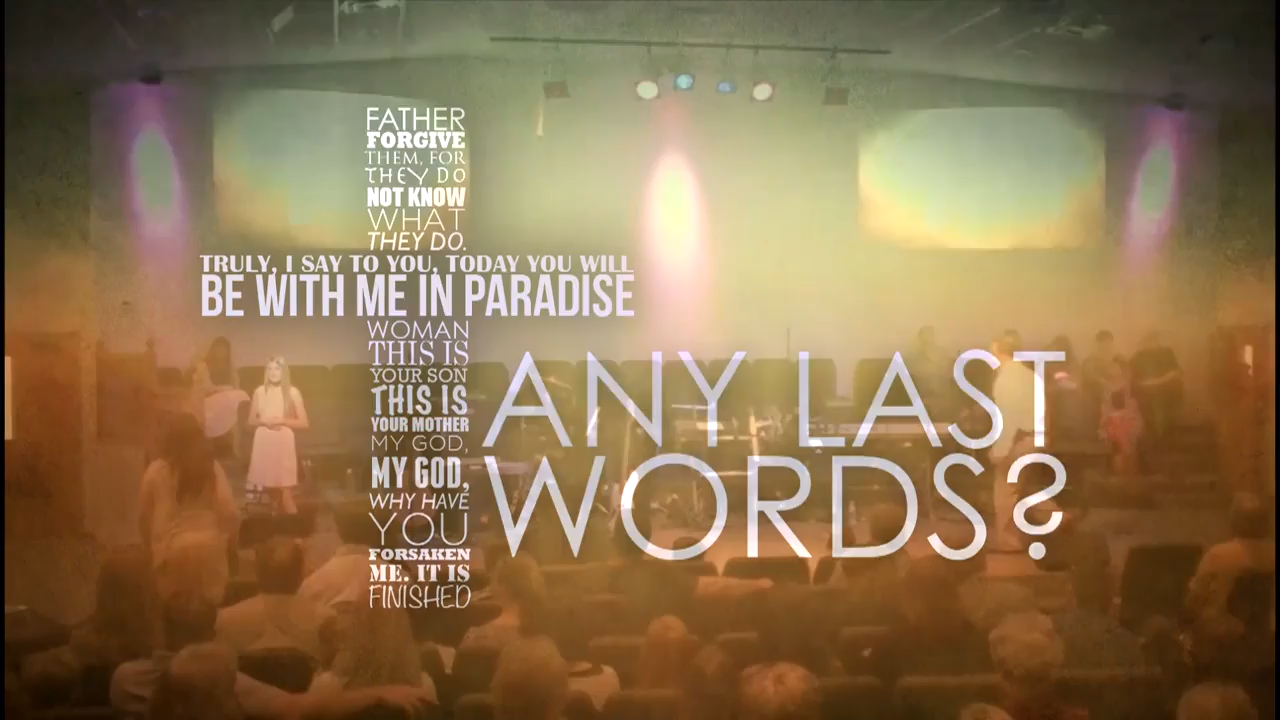 FATHER
FORGIVE
THEM, FOR
THEY DO
NOT KNOW
WHAT
THEY DO.
TRULY, I SAY TO YOU, TODAY YOU WILL
BE WITH ME IN PARADISE
WOMAN
THIS IS
YOUR SON
THIS IS
YOUR MOTHER
MY GOD,
MY GOD,
WHY HAVE
YOU
FORSAKEN
ME. IT IS
FINISHED
ANY LAST
WORDS?